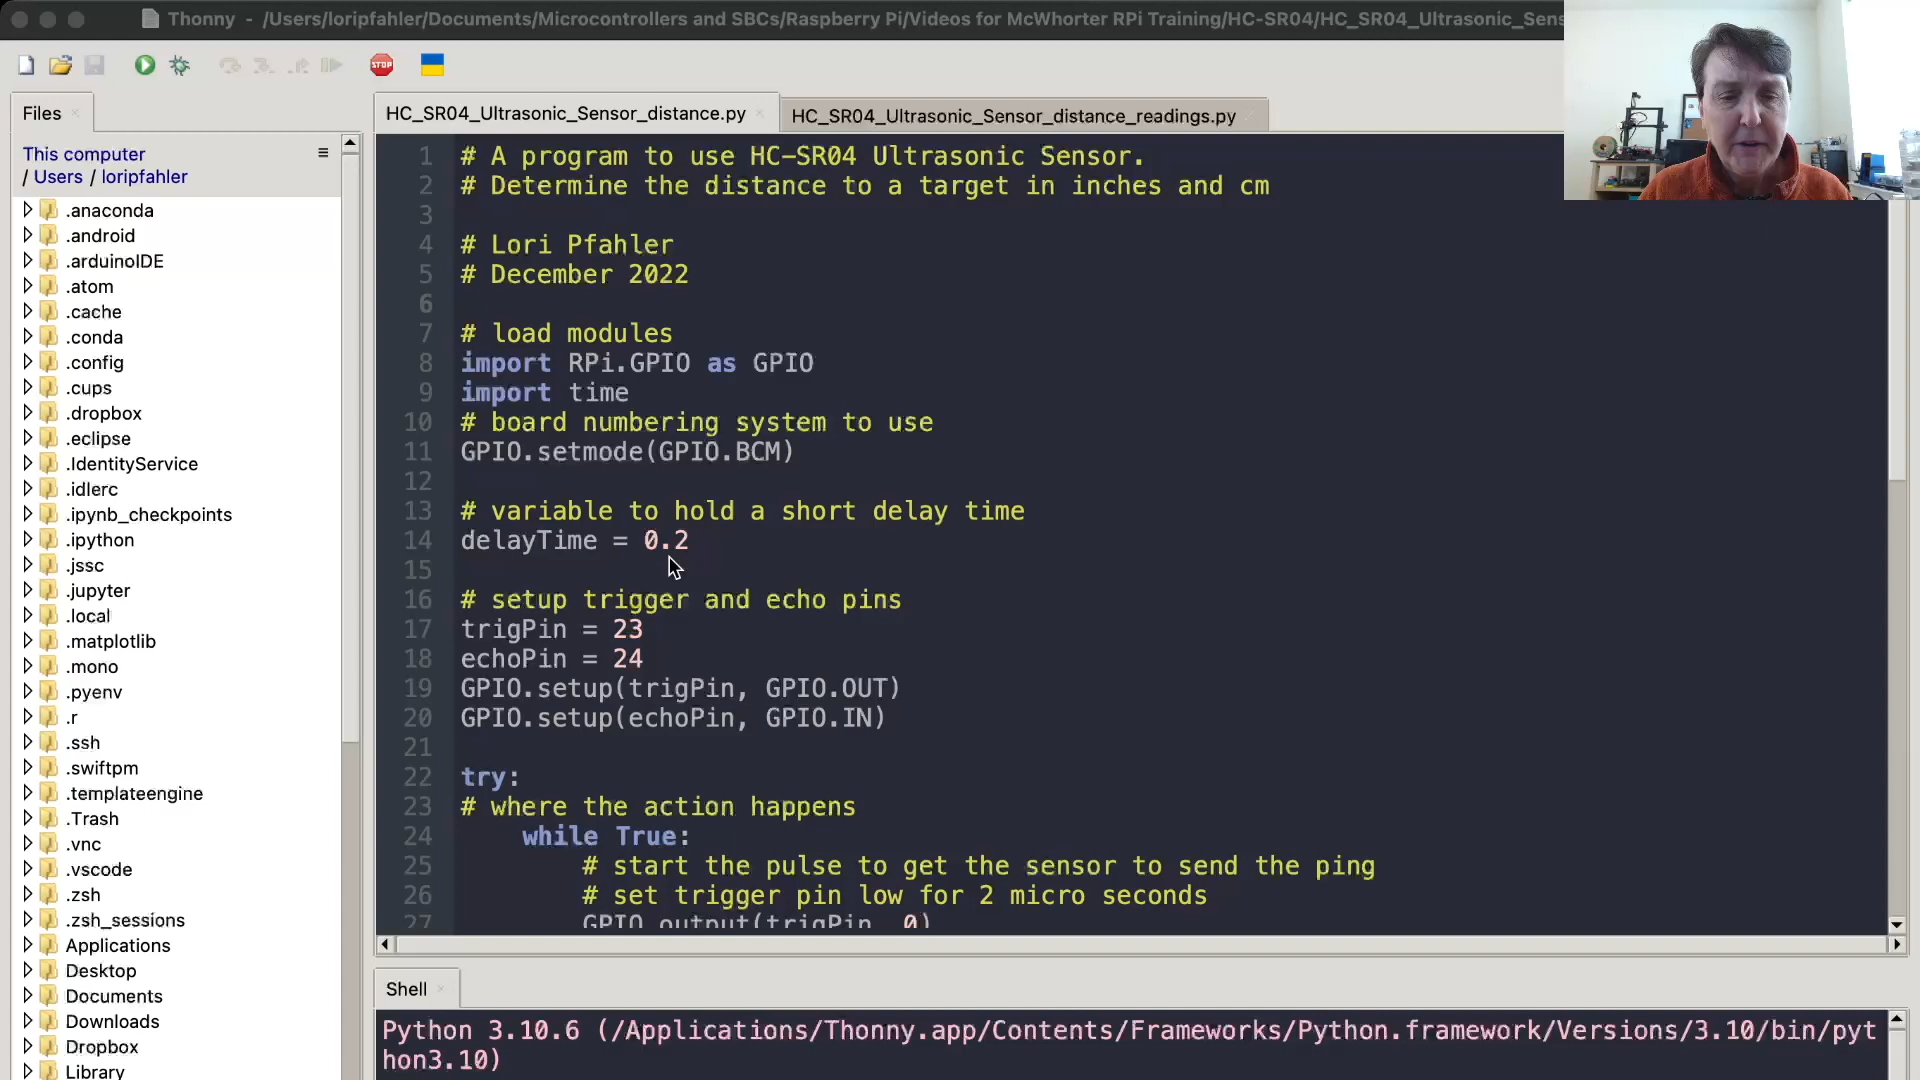 Thonny - /Users/loripfahler/Documents/Microcontrollers and SBCs/Raspberry Pi/Videos for McWhorter RPi Training/HC-SR04/HC_SR04_Ultrasonic_Sens
STOP
Files
HC_SR04_Ultrasonic_Sensor_distance.py
HC_SR04_Ultrasonic_Sensor_distance_readings.py
This computer
/ Users / loripfahler
.anaconda
.android
.arduinoIDE
.atom
.cache
.conda
.config
.cups
.dropbox
.eclipse
.IdentityService
.idlerc
.ipynb_checkpoints
.ipython
.jssc
.jupyter
.local
.matplotlib
.mono
.pyenv
.r
.ssh
.swiftpm
.templateengine
.Trash
.vnc
.vscode
.zsh
.zsh_sessions
Applications
Desktop
Documents
Downloads
Dropbox
Library
1 # A program to use HC-SR04 Ultrasonic Sensor.
2 # Determine the distance to a target in inches and cm
3
4 # Lori Pfahler
5 # December 2022
6
7 # load modules
8 import RPi.GPIO as GPIO
9 import time
10 # board numbering system to use
11 GPIO.setmode(GPIO.BCM)
12
13 # variable to hold a short delay time
14 delayTime = 0.2
15
16 # setup trigger and echo pins
17 trigPin = 23
18 echoPin = 24
19 GPIO.setup(trigPin, GPIO.OUT)
20 GPIO.setup(echoPin, GPIO.IN)
21
22 try:
23 # where the action happens
24 while True:
25 # start the pulse to get the sensor to send the ping
26 # set trigger pin low for 2 micro seconds
27 GPIO.output(trigPin, 0)
Shell
Python 3.10.6 (/Applications/Thonny.app/Contents/Frameworks/Python.framework/Versions/3.10/bin/pyt
hon3.10)